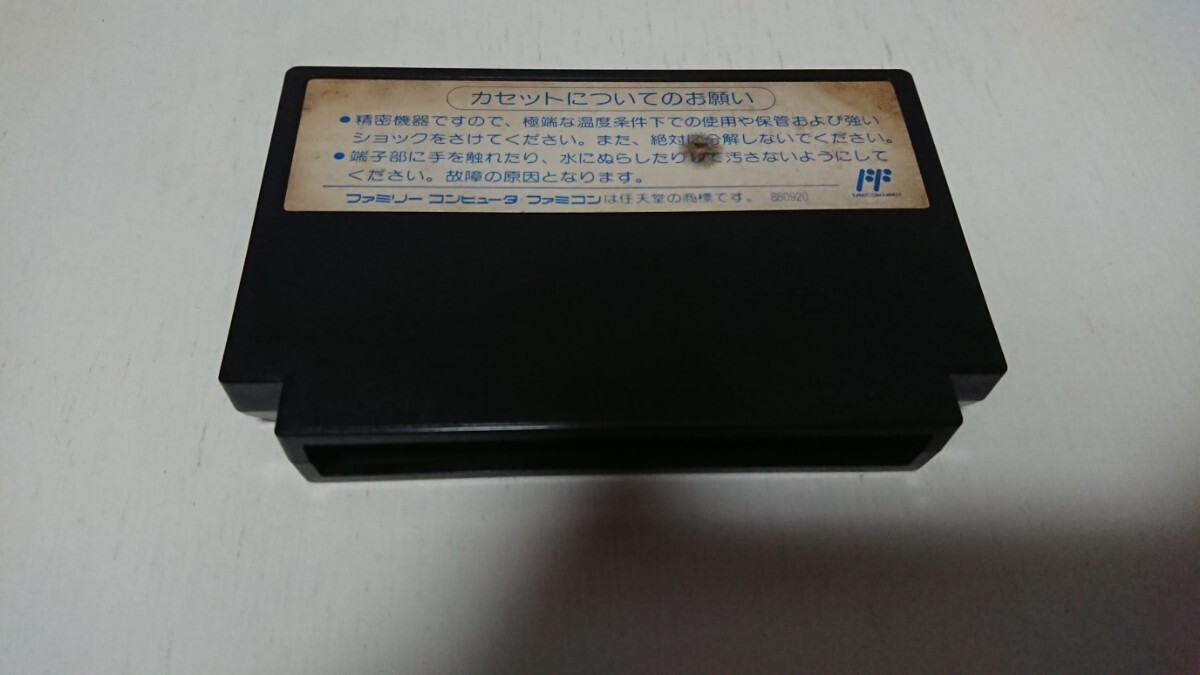 カセットについてのお願い
●精密機器ですので、極端な温度条件下での使用や保管および強い
ショックをさけてください。また、絶対に分解しないでください。
●端子部に手を触れたり、水にぬらしたりして汚さないようにして
ください。故障の原因となります。
ファミリー コンピュータ ファミコンは任天堂の商標です。 880920